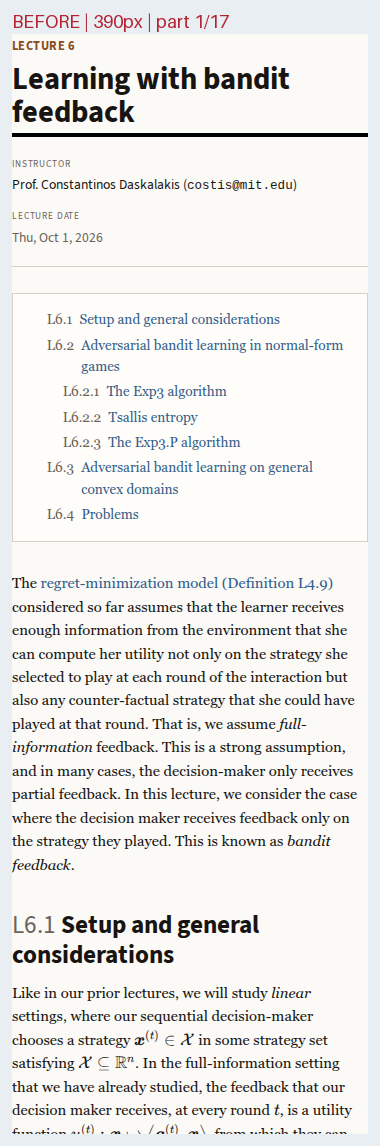 BEFORE | 390px | part 1/17
LECTURE 6
Learning with bandit
feedback
INSTRUCTOR
Prof. Constantinos Daskalakis (costis@mit.edu)
LECTURE DATE
Thu, Oct 1, 2026
L6.1 Setup and general considerations
L6.2 Adversarial bandit learning in normal-form
games
L6.2.1 The Exp3 algorithm
L6.2.2 Tsallis entropy
L6.2.3 The Exp3.P algorithm
L6.3 Adversarial bandit learning on general
convex domains
L6.4 Problems
The regret-minimization model (Definition L4.9)
considered so far assumes that the learner receives
enough information from the environment that she
can compute her utility not only on the strategy she
selected to play at each round of the interaction but
also any counter-factual strategy that she could have
played at that round. That is, we assume full-
information feedback. This is a strong assumption,
and in many cases, the decision-maker only receives
partial feedback. In this lecture, we consider the case
where the decision maker receives feedback only on
the strategy they played. This is known as bandit
feedback.
L6.1 Setup and general
considerations
Like in our prior lectures, we will study linear
settings, where our sequential decision-maker
chooses a strategy 𝒙⁽ᵗ⁾ ∈ 𝒳 in some strategy set
satisfying 𝒳 ⊆ ℝⁿ. In the full-information setting
that we have already studied, the feedback that our
decision maker receives, at every round t, is a utility
function u⁽ᵗ⁾ : 𝒙 ↦ ⟨𝒈⁽ᵗ⁾, 𝒙⟩, from which they can